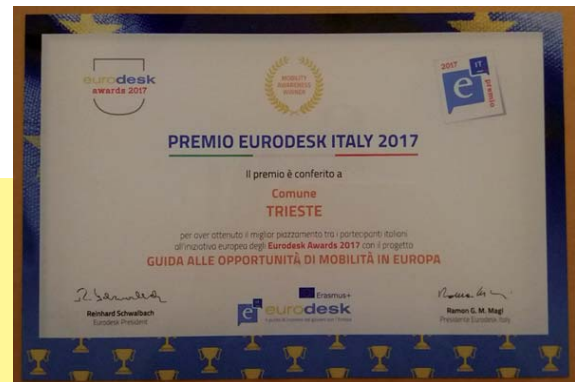 eurodesk
awards 2017
MOBILITY
AWARENESS
WINNER
2017
IT
e
premio
PREMIO EURODESK ITALY 2017
Il premio è conferito a
Comune
TRIESTE
per aver ottenuto il miglior piazzamento tra i partecipanti italiani
all'iniziativa europea degli Eurodesk Awards 2017 con il progetto
GUIDA ALLE OPPORTUNITÀ DI MOBILITÀ IN EUROPA
Reinhard Schwalbach
Eurodesk President
Erasmus+
e
eurodesk
Ramon G. M. Magi
Presidente Eurodesk Italy